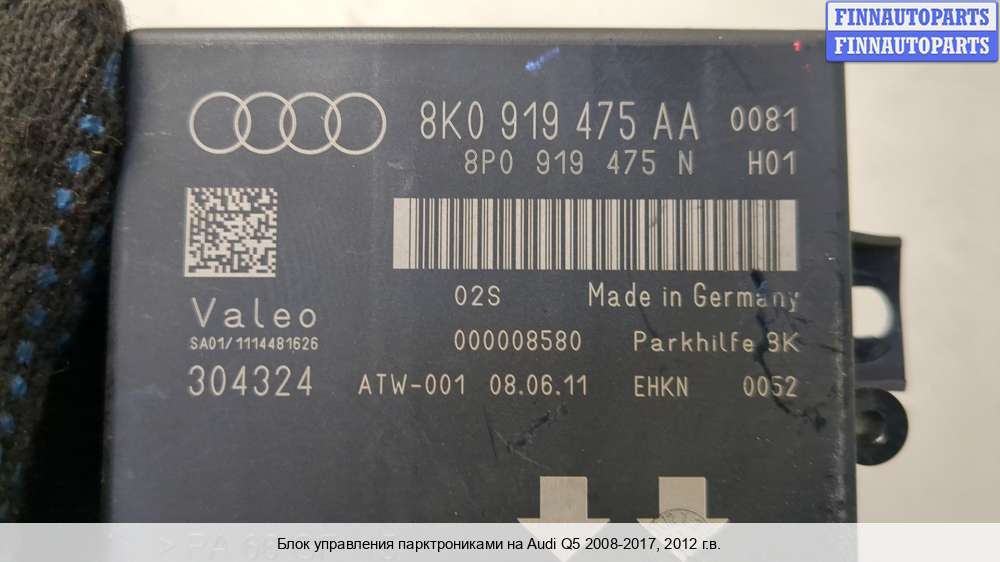 FINNAUTOPARTS
FINNAUTOPARTS
8K0 919 475 AA 0081
8P0 919 475 N H01
02S Made in Germany
Valeo
SA01/1114481626
000008580 Parkhilfe 8K
304324 ATW-001 08.06.11 EHKN 0052
Блок управления парктрониками на Audi Q5 2008-2017, 2012 г.в.